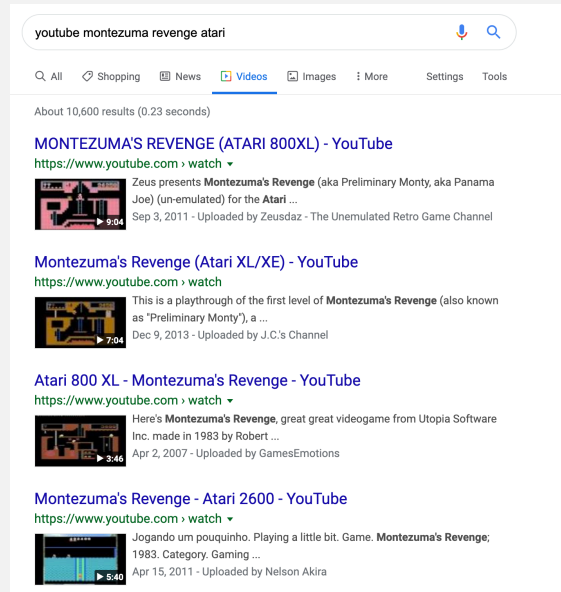 youtube montezuma revenge atari
All Shopping News Videos Images More Settings Tools
About 10,600 results (0.23 seconds)
MONTEZUMA'S REVENGE (ATARI 800XL) - YouTube
https://www.youtube.com › watch
Zeus presents Montezuma's Revenge (aka Preliminary Monty, aka Panama
Joe) (un-emulated) for the Atari ...
9:04
Sep 3, 2011 - Uploaded by Zeusdaz - The Unemulated Retro Game Channel
Montezuma's Revenge (Atari XL/XE) - YouTube
https://www.youtube.com › watch
This is a playthrough of the first level of Montezuma's Revenge (also known
as "Preliminary Monty"), a ...
7:04
Dec 9, 2013 - Uploaded by J.C.'s Channel
Atari 800 XL - Montezuma's Revenge - YouTube
https://www.youtube.com › watch
Here's Montezuma's Revenge, great great videogame from Utopia Software
Inc. made in 1983 by Robert ...
3:46
Apr 2, 2007 - Uploaded by GamesEmotions
Montezuma's Revenge - Atari 2600 - YouTube
https://www.youtube.com › watch
Jogando um pouquinho. Playing a little bit. Game. Montezuma's Revenge;
1983. Category. Gaming ...
5:40
Apr 15, 2011 - Uploaded by Nelson Akira